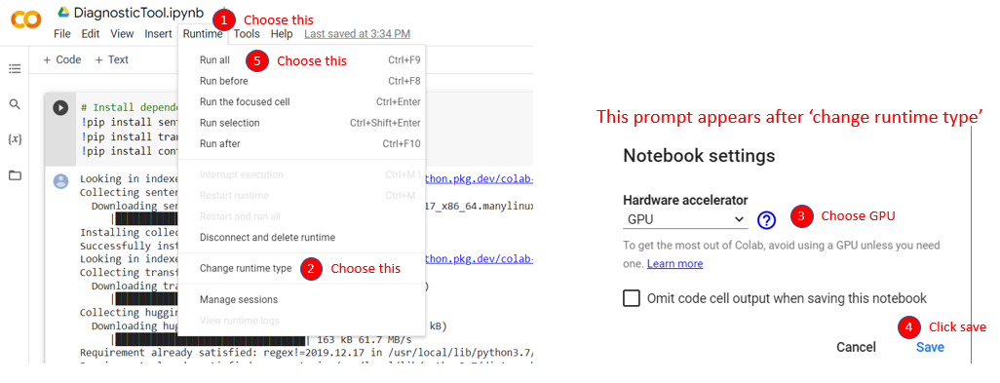 DiagnosticTool.ipynb
1 Choose this
File Edit View Insert Runtime Tools Help Last saved at 3:34 PM
+ Code + Text
Run all 5 Choose this Ctrl+F9
Run before Ctrl+F8
Run the focused cell Ctrl+Enter
Run selection Ctrl+Shift+Enter
Run after Ctrl+F10
Interrupt execution Ctrl+M I
Restart runtime Ctrl+M .
Restart and run all
Disconnect and delete runtime
Change runtime type 2 Choose this
Manage sessions
View runtime logs
{x}
# Install depende
!pip install sent
!pip install tran
!pip install cont
Looking in indexe thon.pkg.dev/colab-
Collecting senten
Downloading sen 17_x86_64.manylinux
Installing collec
Successfully inst
Looking in indexe thon.pkg.dev/colab-
Collecting transf
Downloading tra )
Collecting huggin
Downloading hug kB)
| 163 kB 61.7 MB/s
Requirement already satisfied: regex!=2019.12.17 in /usr/local/lib/python3.7/
This prompt appears after ‘change runtime type’
Notebook settings
Hardware accelerator
GPU ? 3 Choose GPU
To get the most out of Colab, avoid using a GPU unless you need
one. Learn more
Omit code cell output when saving this notebook
4 Click save
Cancel Save